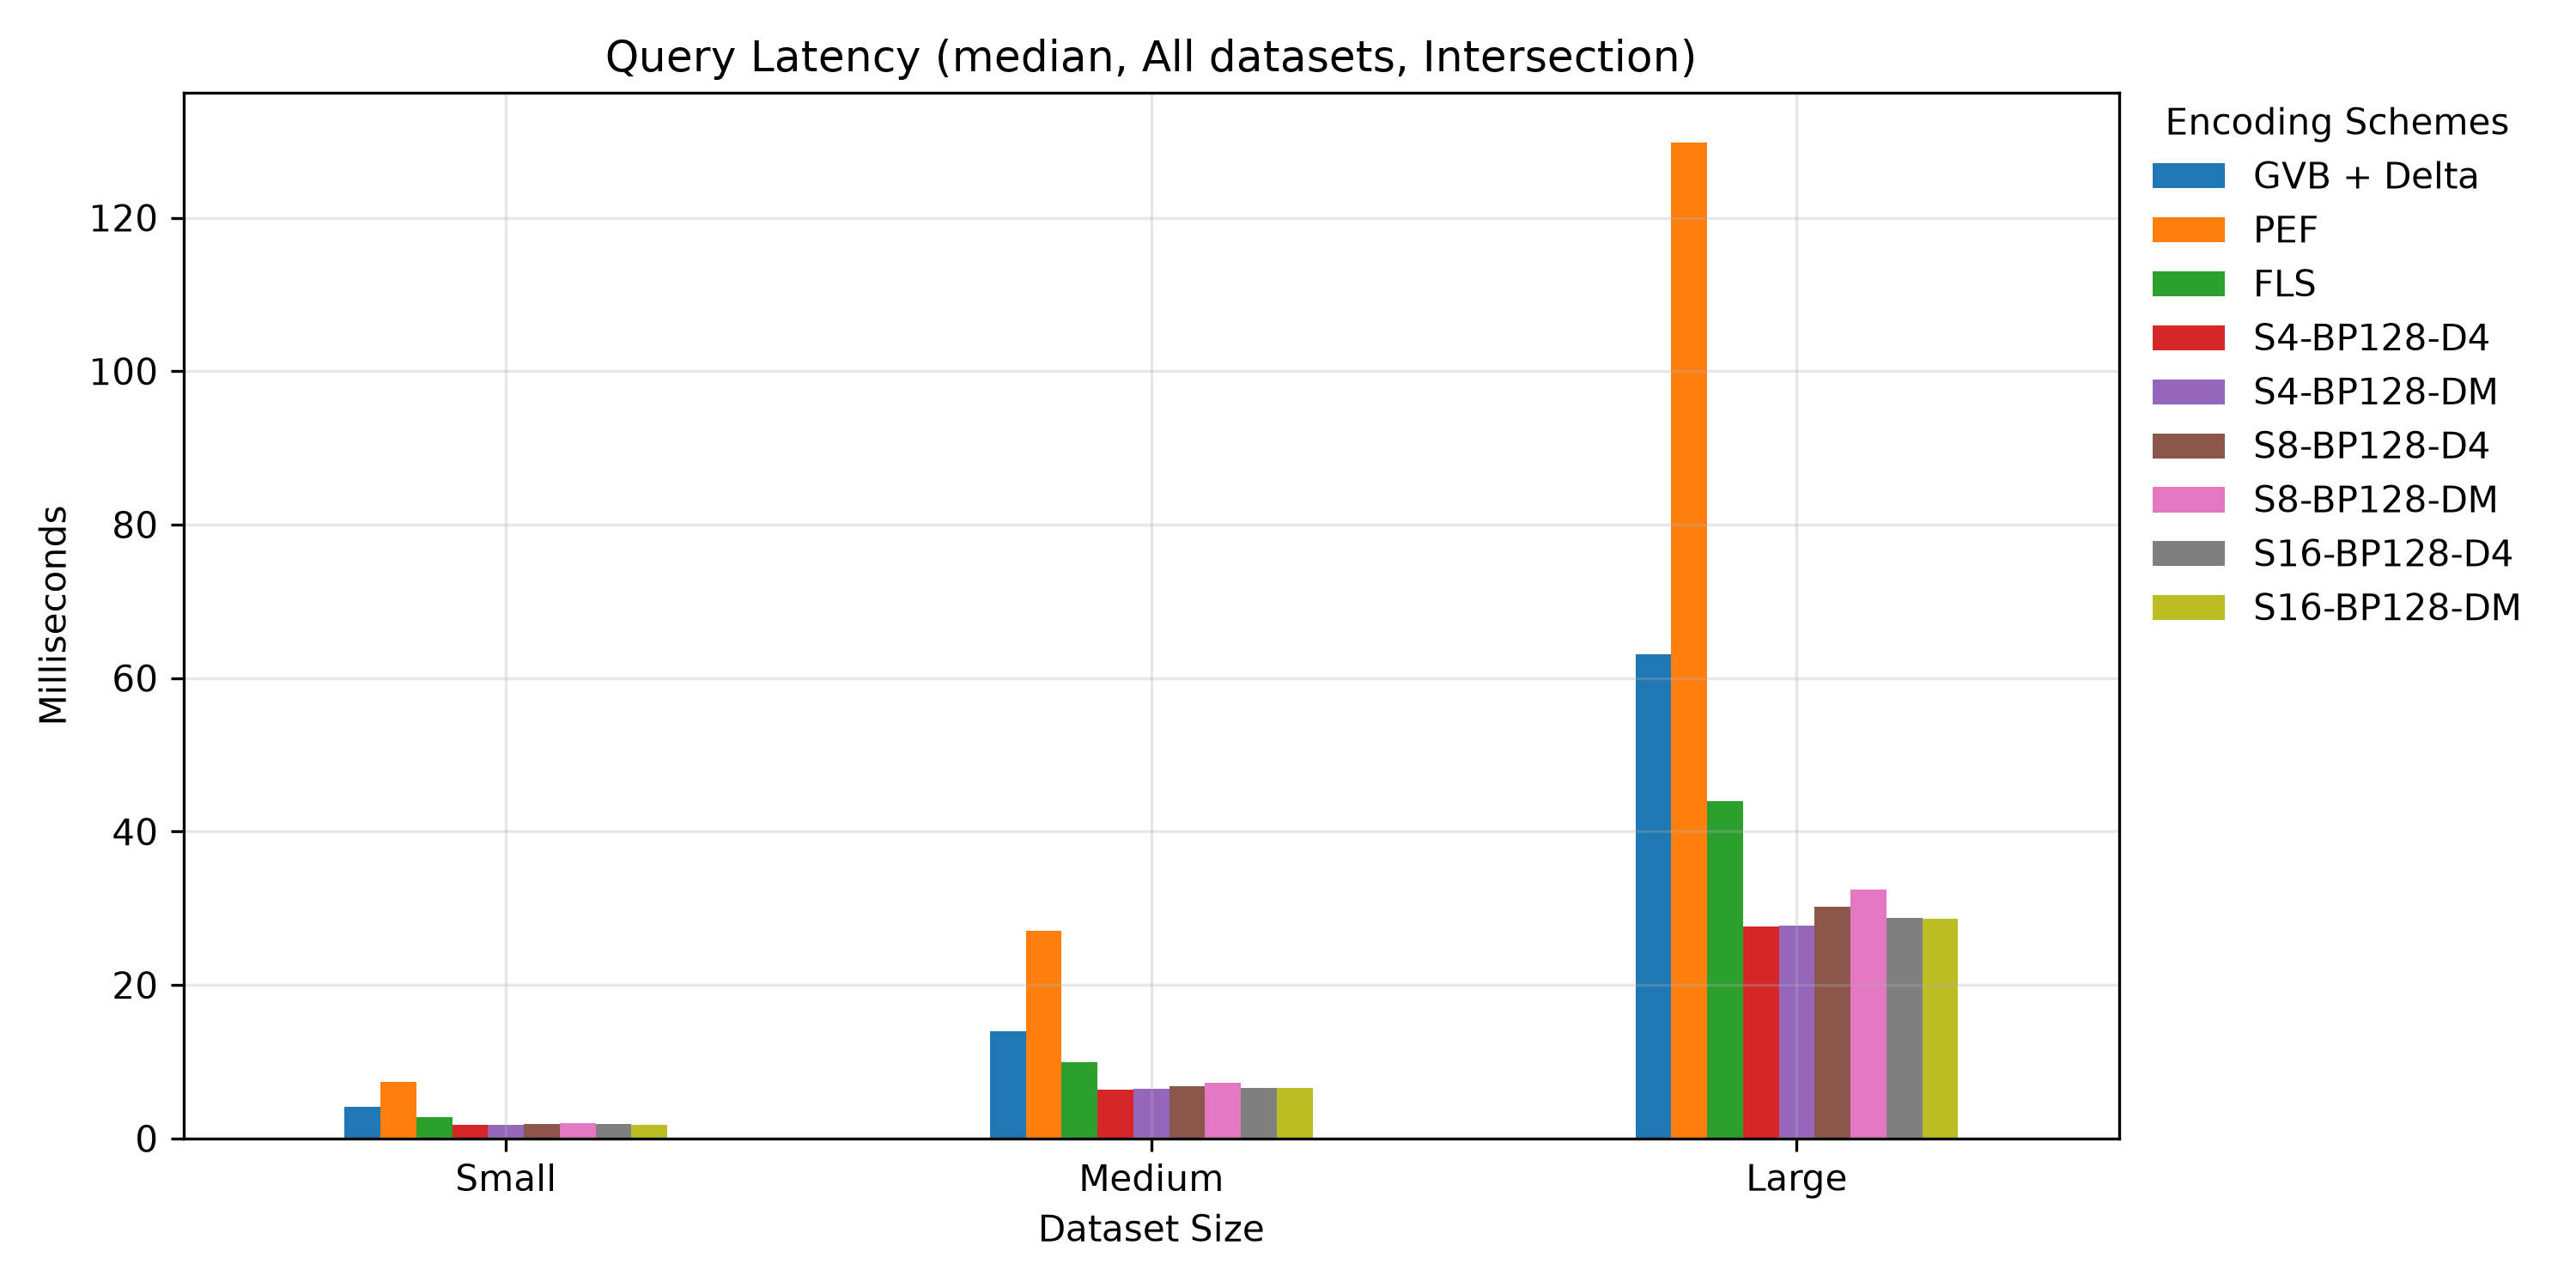 Query Latency (median, All datasets, Intersection)
Milliseconds
120
100
80
60
40
20
0
Small
Medium
Large
Dataset Size
Encoding Schemes
GVB + Delta
PEF
FLS
S4-BP128-D4
S4-BP128-DM
S8-BP128-D4
S8-BP128-DM
S16-BP128-D4
S16-BP128-DM